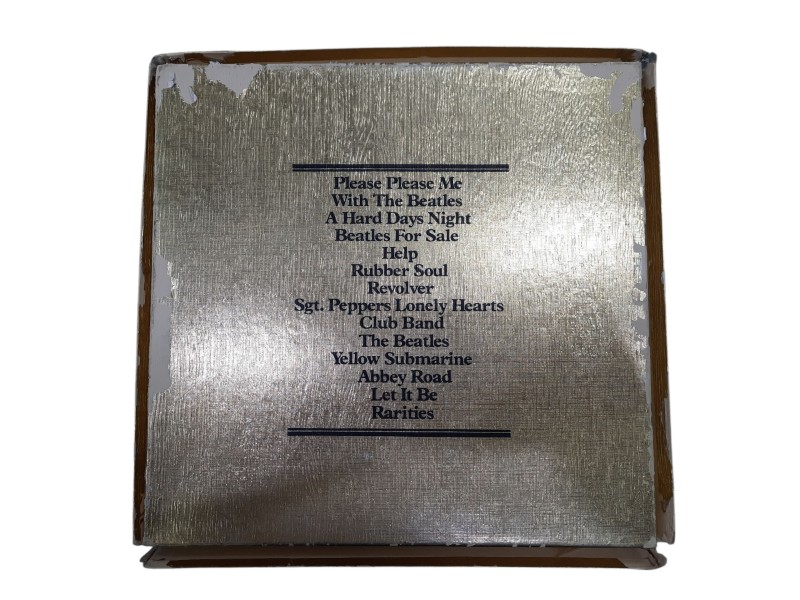 Please Please Me
With The Beatles
A Hard Days Night
Beatles For Sale
Help
Rubber Soul
Revolver
Sgt. Peppers Lonely Hearts
Club Band
The Beatles
Yellow Submarine
Abbey Road
Let It Be
Rarities